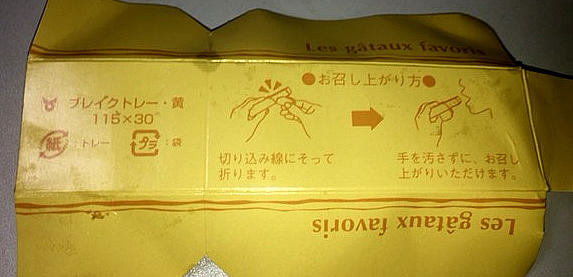 Les gâteaux favoris
●お召し上がり方●
ブレイクトレー・黄
115×30
紙:トレー プラ:袋
切り込み線にそって
折ります。
手を汚さずに、お召し
上がりいただけます。
Les gâteaux favoris